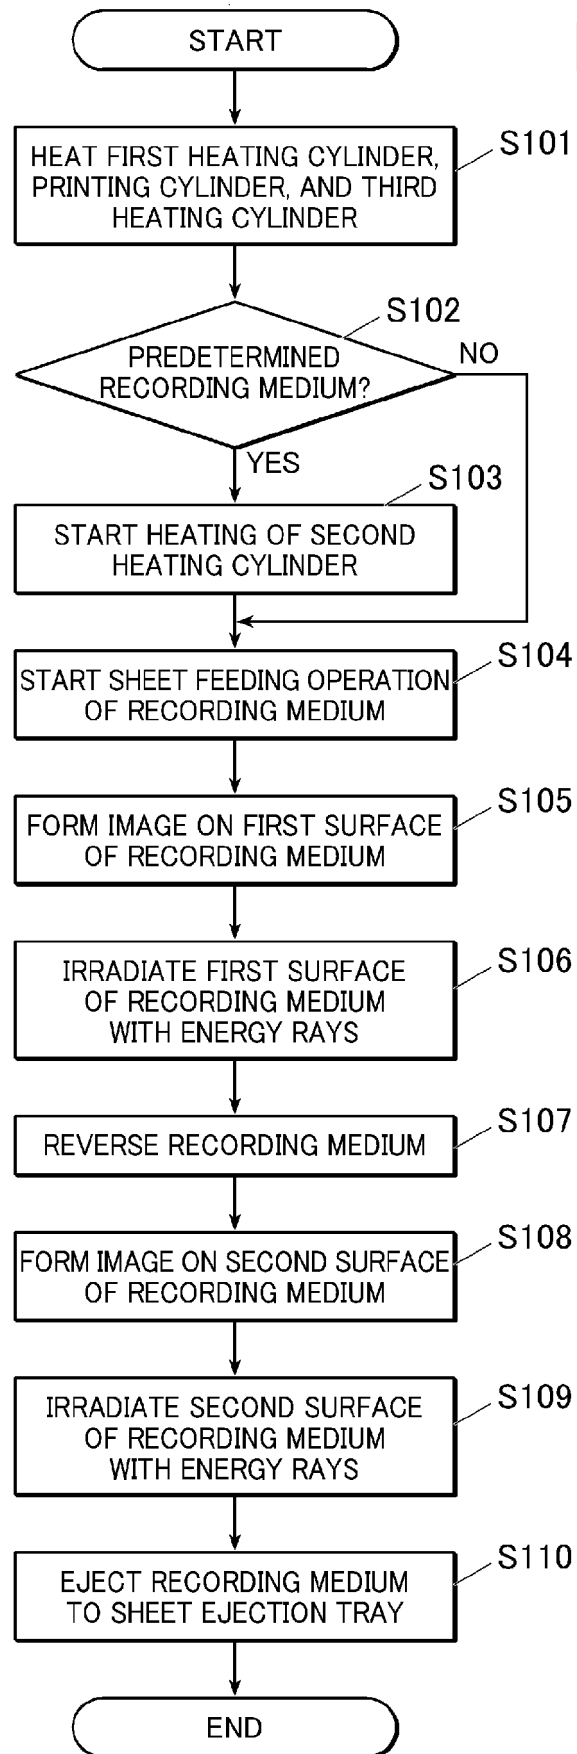 START
S101
HEAT FIRST HEATING CYLINDER,
PRINTING CYLINDER, AND THIRD
HEATING CYLINDER
S102
PREDETERMINED
RECORDING MEDIUM?
NO
YES
S103
START HEATING OF SECOND
HEATING CYLINDER
S104
START SHEET FEEDING OPERATION
OF RECORDING MEDIUM
S105
FORM IMAGE ON FIRST SURFACE
OF RECORDING MEDIUM
S106
IRRADIATE FIRST SURFACE
OF RECORDING MEDIUM
WITH ENERGY RAYS
S107
REVERSE RECORDING MEDIUM
S108
FORM IMAGE ON SECOND SURFACE
OF RECORDING MEDIUM
S109
IRRADIATE SECOND SURFACE
OF RECORDING MEDIUM
WITH ENERGY RAYS
S110
EJECT RECORDING MEDIUM
TO SHEET EJECTION TRAY
END